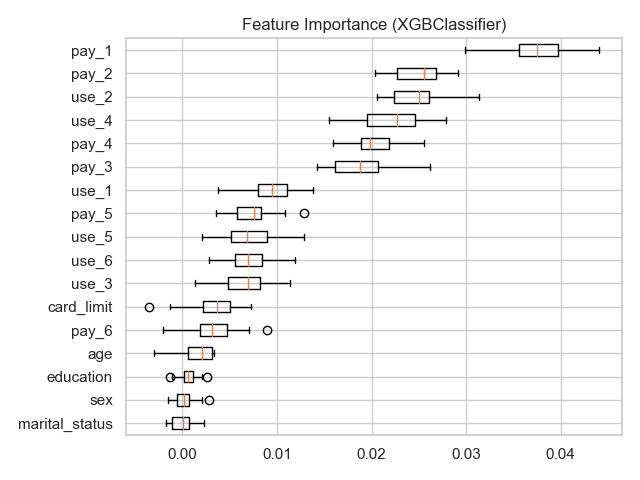 Feature Importance (XGBClassifier)
pay_1
pay_2
use_2
use_4
pay_4
pay_3
use_1
pay_5
use_5
use_6
use_3
card_limit
pay_6
age
education
sex
marital_status
0.00 0.01 0.02 0.03 0.04